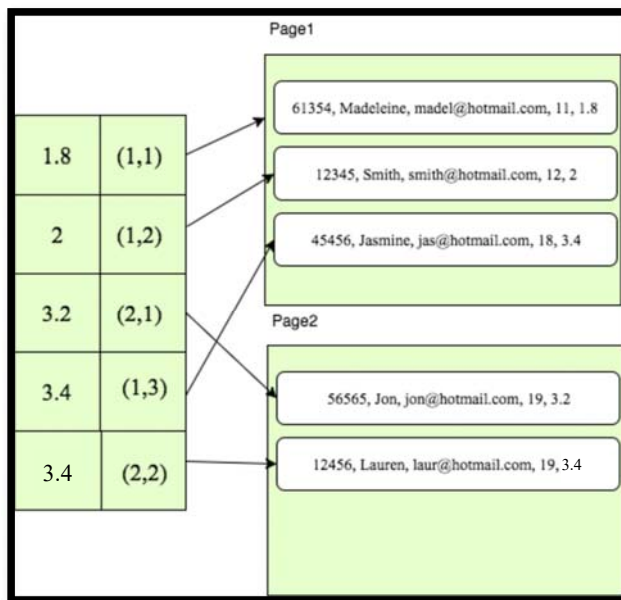 Page1
61354, Madeleine, madel@hotmail.com, 11, 1.8
12345, Smith, smith@hotmail.com, 12, 2
45456, Jasmine, jas@hotmail.com, 18, 3.4
1.8 (1,1)
2 (1,2)
3.2 (2,1)
3.4 (1,3)
3.4 (2,2)
Page2
56565, Jon, jon@hotmail.com, 19, 3.2
12456, Lauren, laur@hotmail.com, 19, 3.4